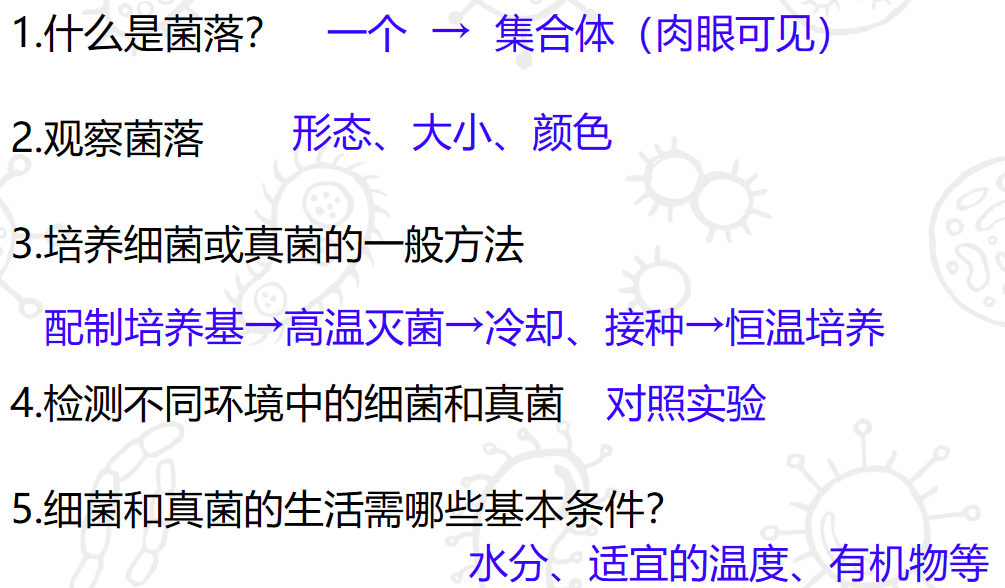 1.什么是菌落？ 一个 → 集合体（肉眼可见）
2.观察菌落 形态、大小、颜色
3.培养细菌或真菌的一般方法
配制培养基→高温灭菌→冷却、接种→恒温培养
4.检测不同环境中的细菌和真菌 对照实验
5.细菌和真菌的生活需哪些基本条件？
水分、适宜的温度、有机物等